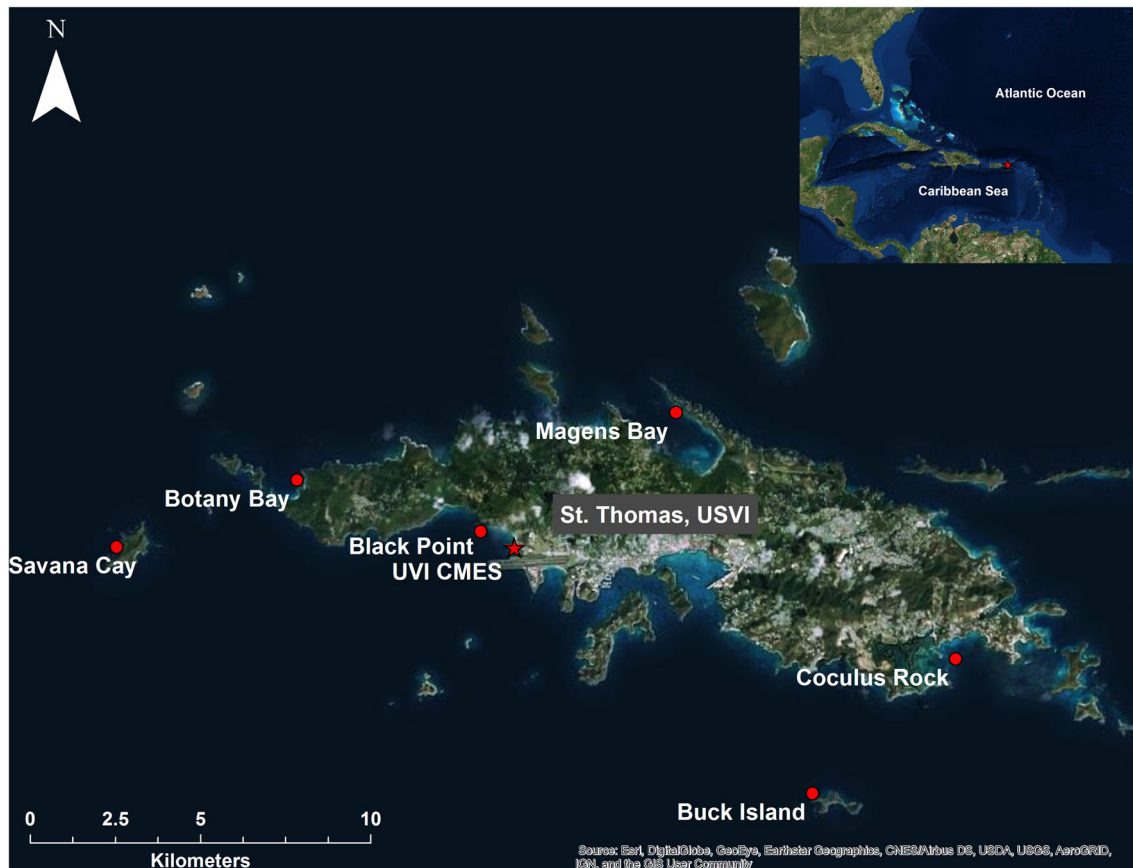 N
Atlantic Ocean
Caribbean Sea
Magens Bay
Botany Bay
St. Thomas, USVI
Black Point
Savana Cay
UVI CMES
Coculus Rock
Buck Island
0 2.5 5 10
Kilometers
Source: Esri, DigitalGlobe, GeoEye, Earthstar Geographics, CNES/Airbus DS, USDA, USGS, AeroGRID,
IGN, and the GIS User Community